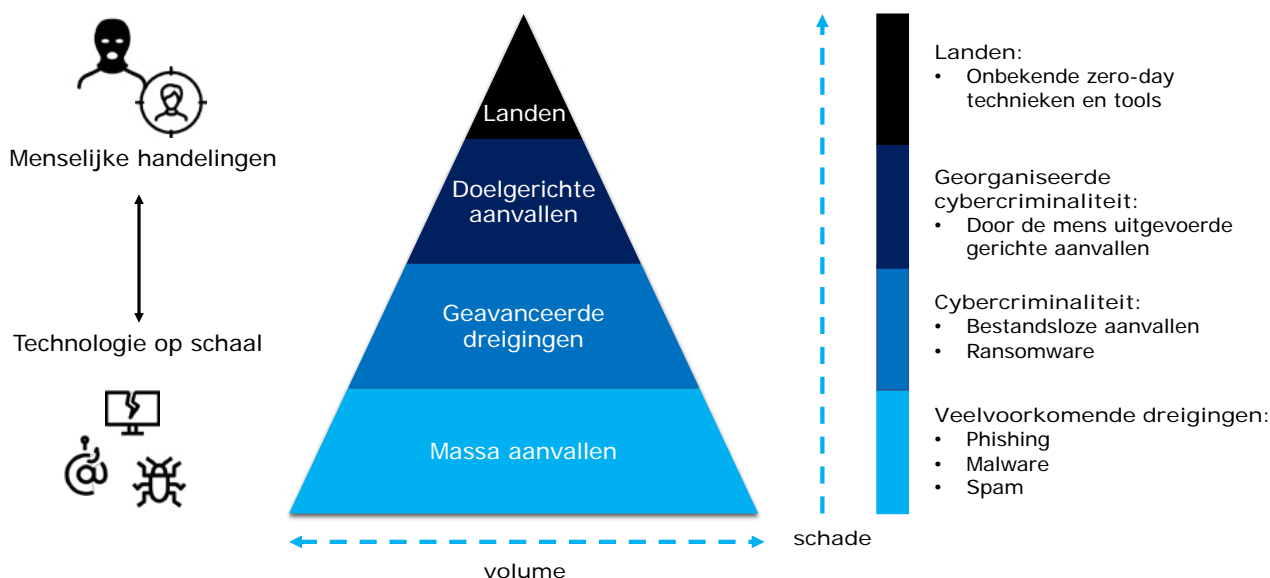 Menselijke handelingen
Technologie op schaal
@
Landen
Doelgerichte
aanvallen
Geavanceerde
dreigingen
Massa aanvallen
volume
schade
Landen:
• Onbekende zero-day
technieken en tools
Georganiseerde
cybercriminaliteit:
• Door de mens uitgevoerde
gerichte aanvallen
Cybercriminaliteit:
• Bestandsloze aanvallen
• Ransomware
Veelvoorkomende dreigingen:
• Phishing
• Malware
• Spam